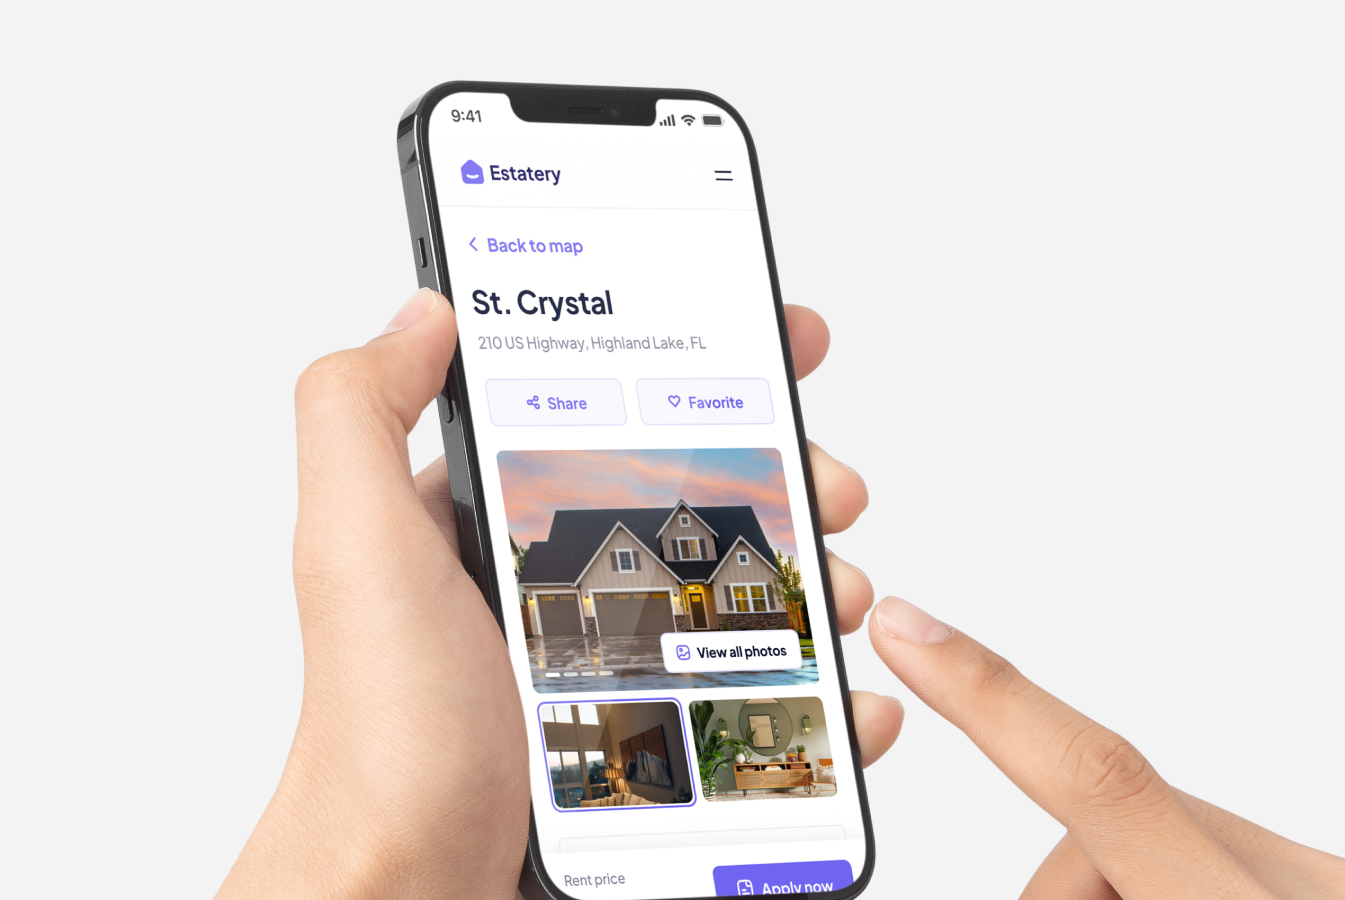 9:41
Estatery
Back to map
St. Crystal
210 US Highway, Highland Lake, FL
Share
Favorite
View all photos
Rent price
Apply now